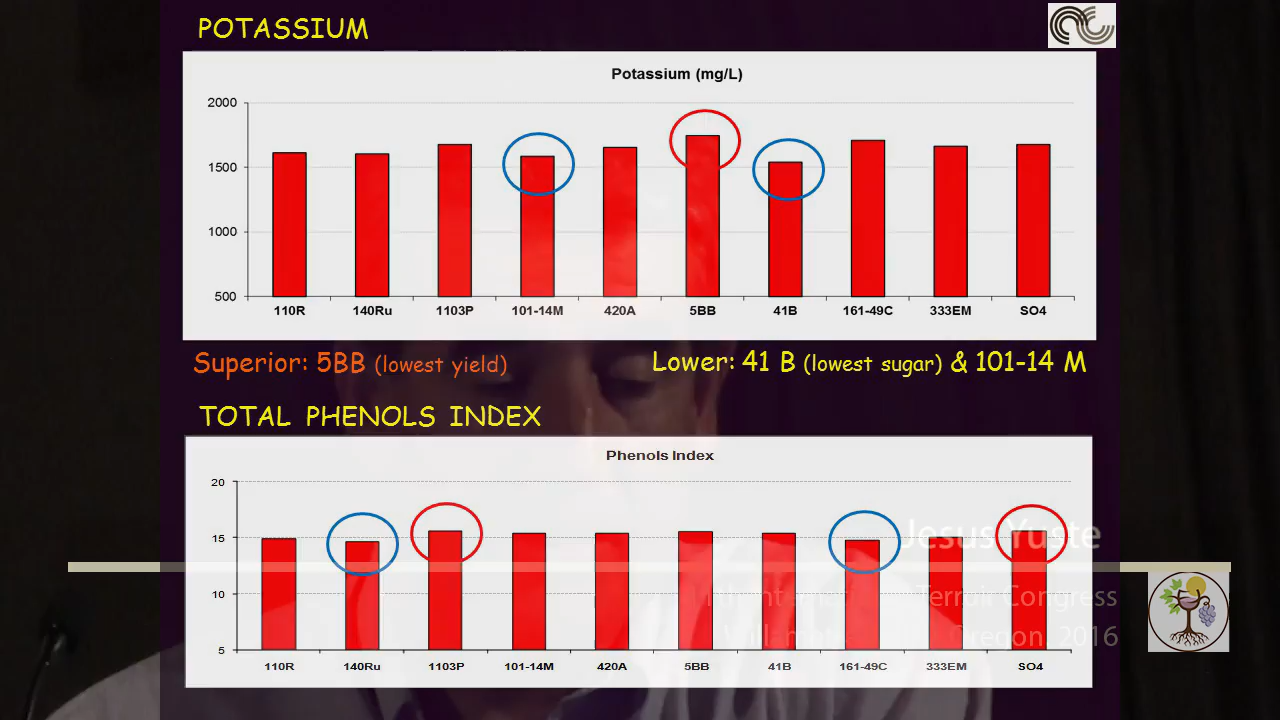 POTASSIUM
Potassium (mg/L)
2000
1500
1000
500
110R 140Ru 1103P 101-14M 420A 5BB 41B 161-49C 333EM SO4
Superior: 5BB (lowest yield)
Lower: 41 B (lowest sugar) & 101-14 M
TOTAL PHENOLS INDEX
Phenols Index
20
15
10
5
110R 140Ru 1103P 101-14M 420A 5BB 41B 161-49C 333EM SO4
Jesus Yuste
Terroir Congress
Oregon, 2016